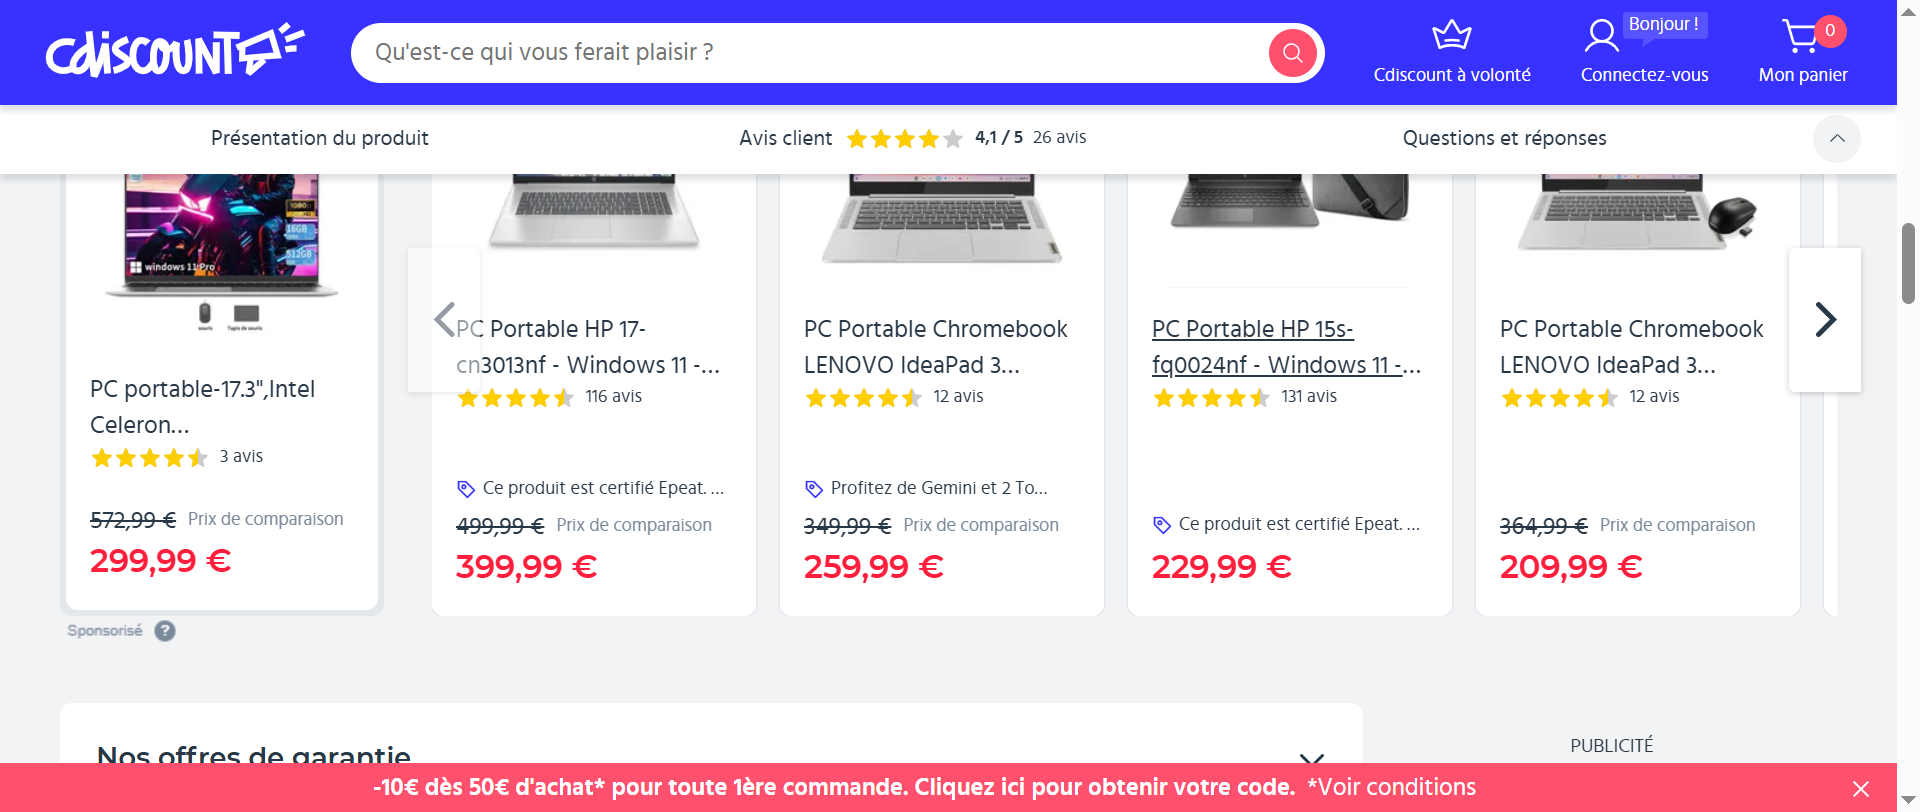 cdiscount
Qu'est-ce qui vous ferait plaisir ?
Cdiscount à volonté
Bonjour !
Connectez-vous
0
Mon panier
Présentation du produit
Avis client
4,1 / 5
26 avis
Questions et réponses
1080p
16GB
512GB
windows 11 Pro
souris
Tapis de souris
PC portable-17.3",Intel
Celeron...
3 avis
572,99 €
Prix de comparaison
299,99 €
Sponsorisé
?
PC Portable HP 17-
cn3013nf - Windows 11 -...
116 avis
Ce produit est certifié Epeat. ...
499,99 €
Prix de comparaison
399,99 €
PC Portable Chromebook
LENOVO IdeaPad 3...
12 avis
Profitez de Gemini et 2 To...
349,99 €
Prix de comparaison
259,99 €
PC Portable HP 15s-
fq0024nf - Windows 11 -...
131 avis
Ce produit est certifié Epeat. ...
229,99 €
PC Portable Chromebook
LENOVO IdeaPad 3...
12 avis
364,99 €
Prix de comparaison
209,99 €
Nos offres de garantie
PUBLICITÉ
-10€ dès 50€ d'achat* pour toute 1ère commande. Cliquez ici pour obtenir votre code. *Voir conditions